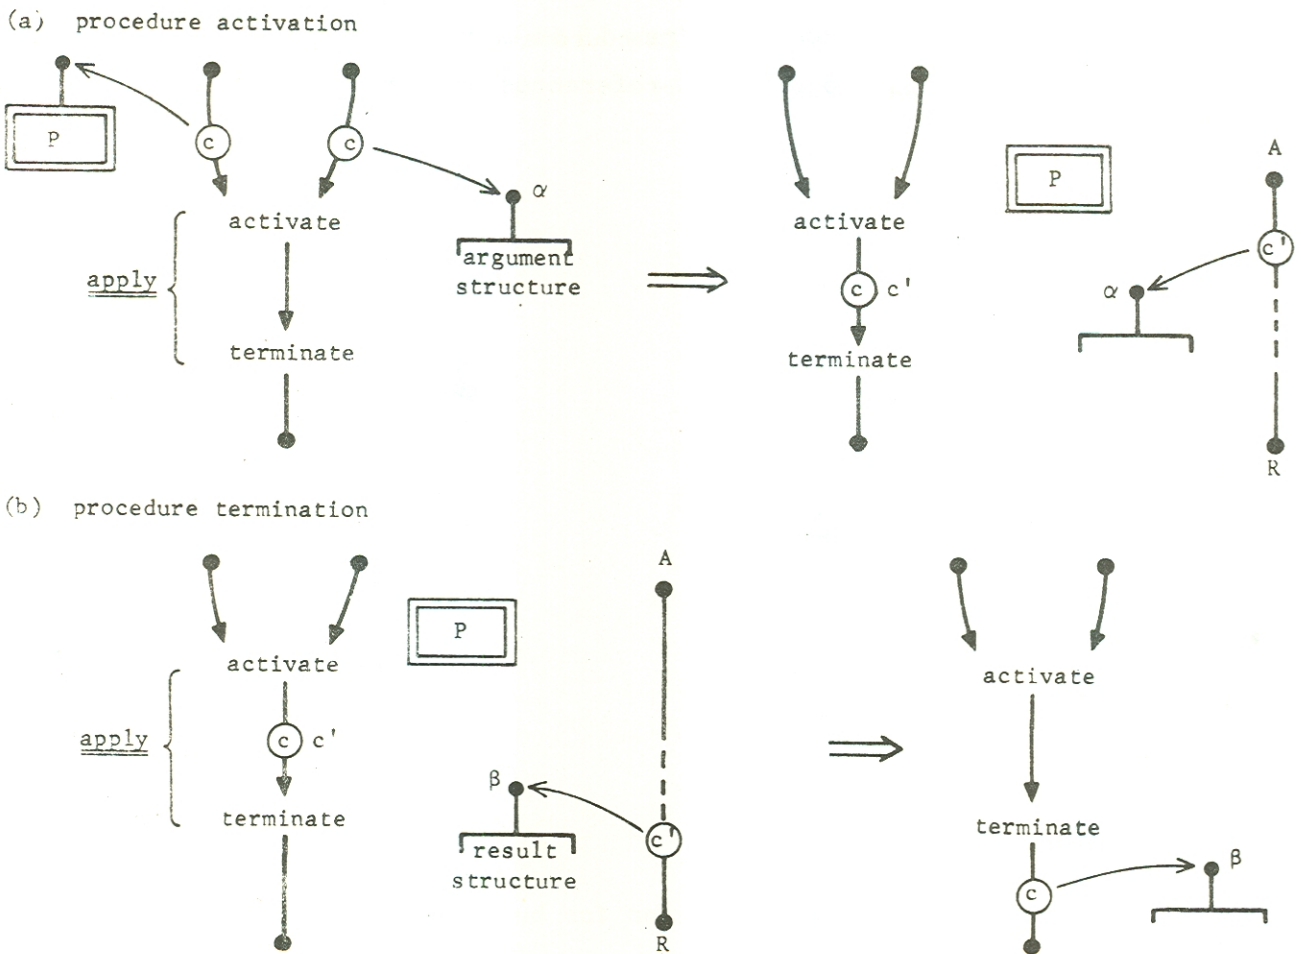 (a) procedure activation
P
c
c
α
activate
argument
structure
apply
terminate
activate
c c'
terminate
P
A
c'
α
R
(b) procedure termination
activate
P
A
apply
c c'
β
terminate
result
structure
c'
R
activate
terminate
c
β